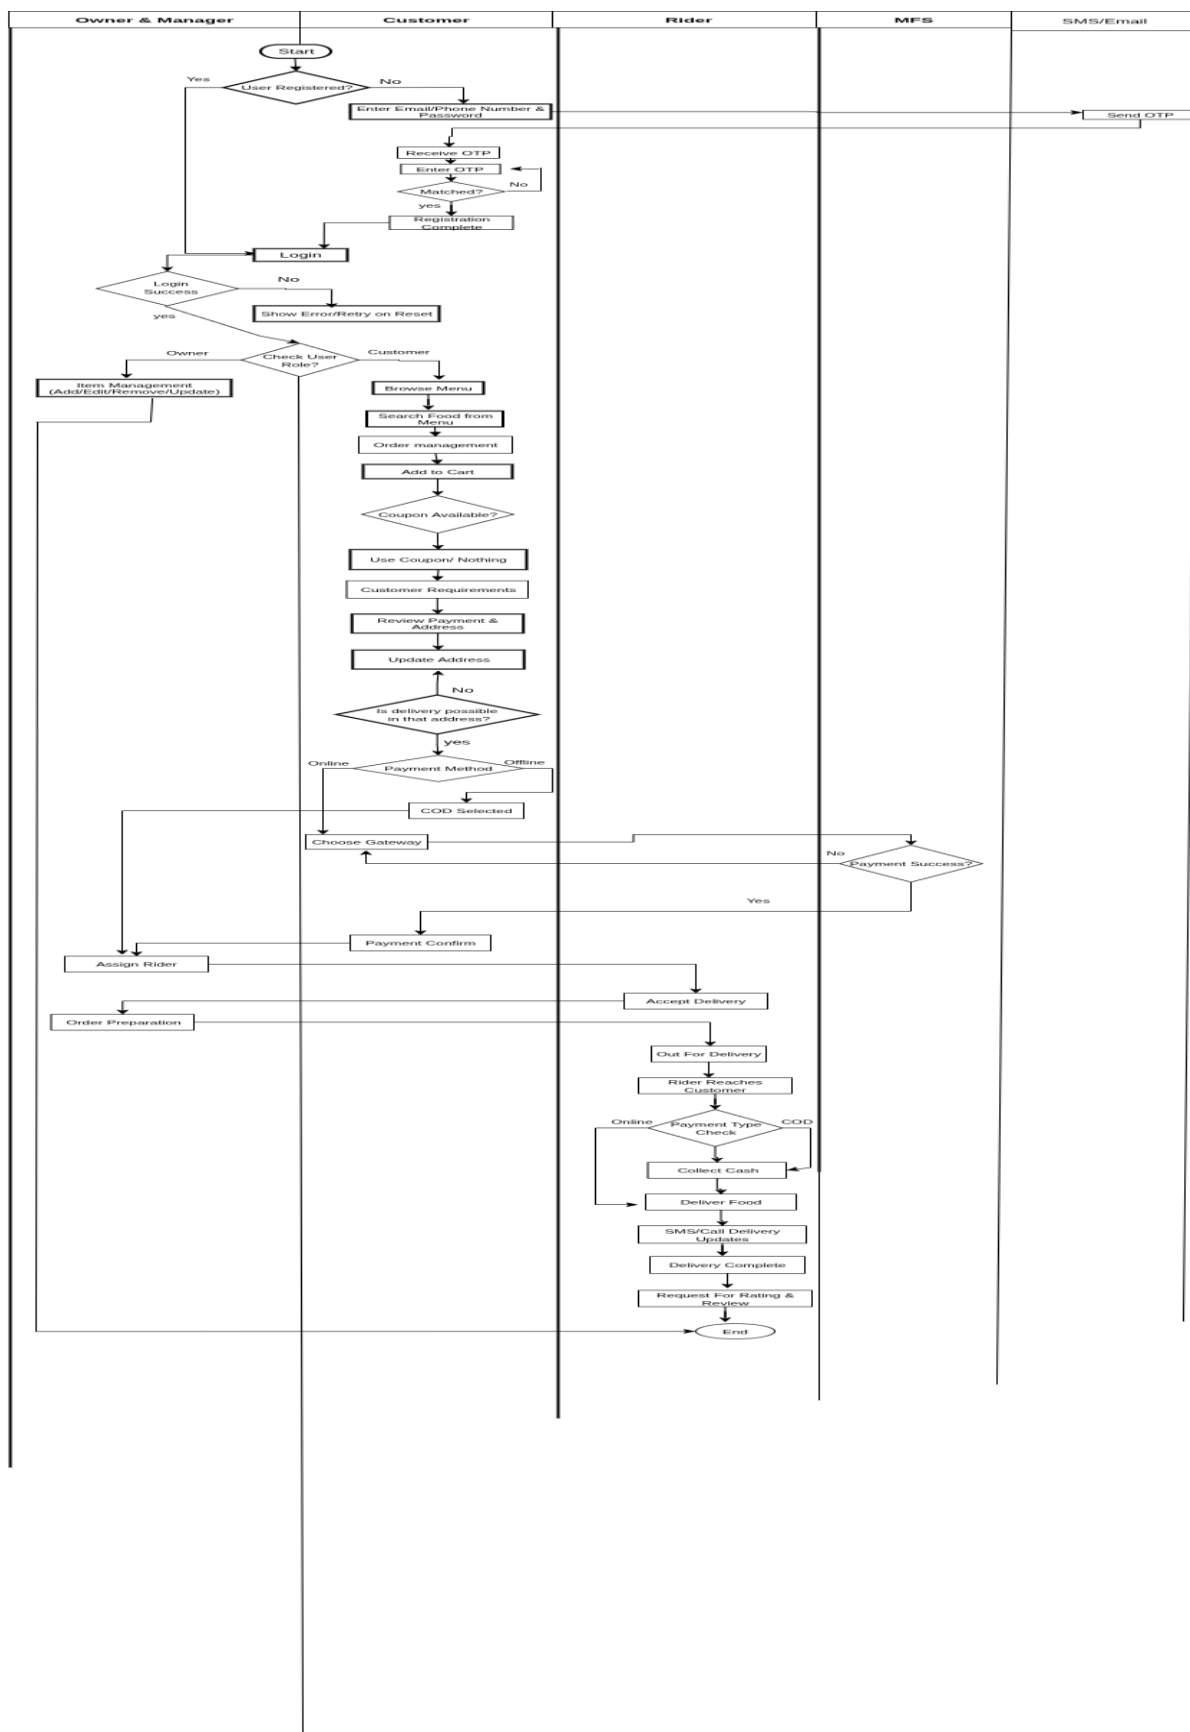 Owner & Manager
Customer
Rider
MFS
SMS/Email
Start
Yes
User Registered?
No
Enter Email/Phone Number &
Password
Send OTP
Receive OTP
Enter OTP
No
Matched?
yes
Registration
Complete
Login
Login
Success
No
yes
Show Error/Retry on Reset
Owner
Check User
Role?
Customer
Item Management
(Add/Edit/Remove/Update)
Browse Menu
Search Food from
Menu
Order management
Add to Cart
Coupon Available?
Use Coupon/ Nothing
Customer Requirements
Review Payment &
Address
Update Address
No
Is delivery possible
in that address?
yes
Online
Payment Method
Offline
COD Selected
Choose Gateway
No
Payment Success?
Yes
Payment Confirm
Assign Rider
Accept Delivery
Order Preparation
Out For Delivery
Rider Reaches
Customer
Online
Payment Type
Check
COD
Collect Cash
Deliver Food
SMS/Call Delivery
Updates
Delivery Complete
Request For Rating &
Review
End